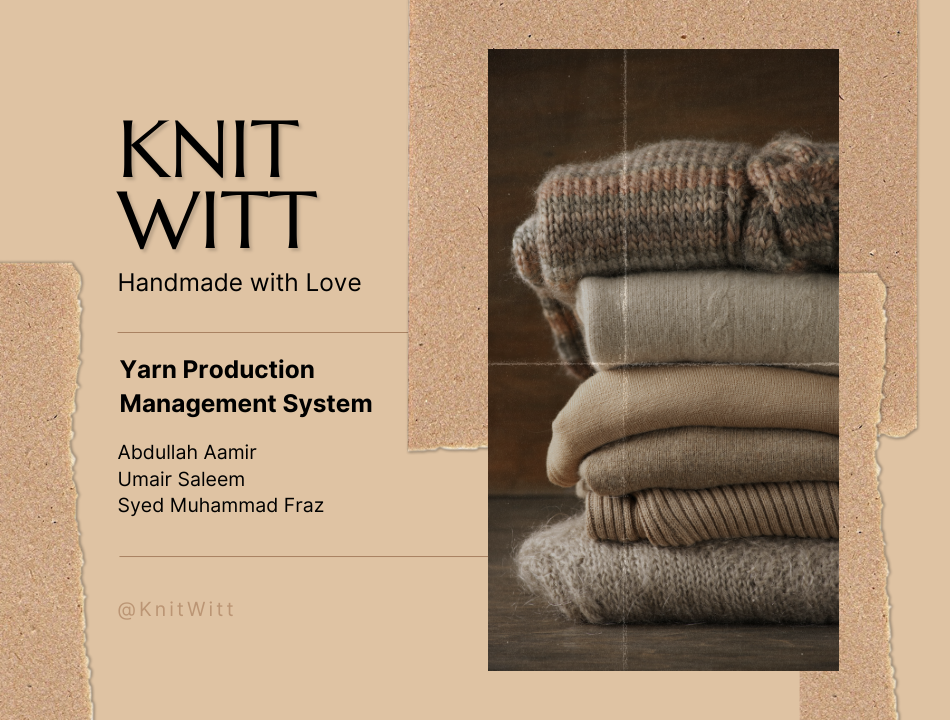 KNIT
WITT
Handmade with Love
Yarn Production
Management System
Abdullah Aamir
Umair Saleem
Syed Muhammad Fraz
@KnitWitt